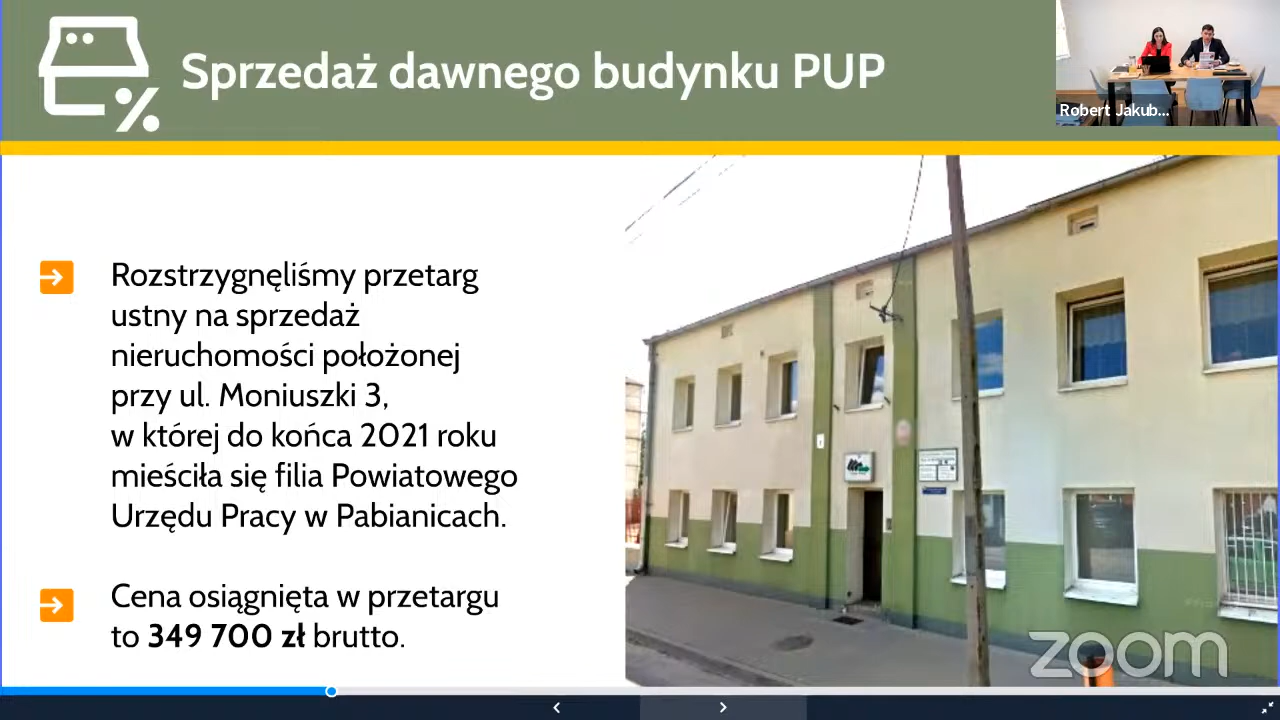 Sprzedaż dawnego budynku PUP
Robert Jakub...
Rozstrzygnęliśmy przetarg
ustny na sprzedaż
nieruchomości położonej
przy ul. Moniuszki 3,
w której do końca 2021 roku
mieściła się filia Powiatowego
Urzędu Pracy w Pabianicach.
Cena osiągnięta w przetargu
to 349 700 zł brutto.
zoom